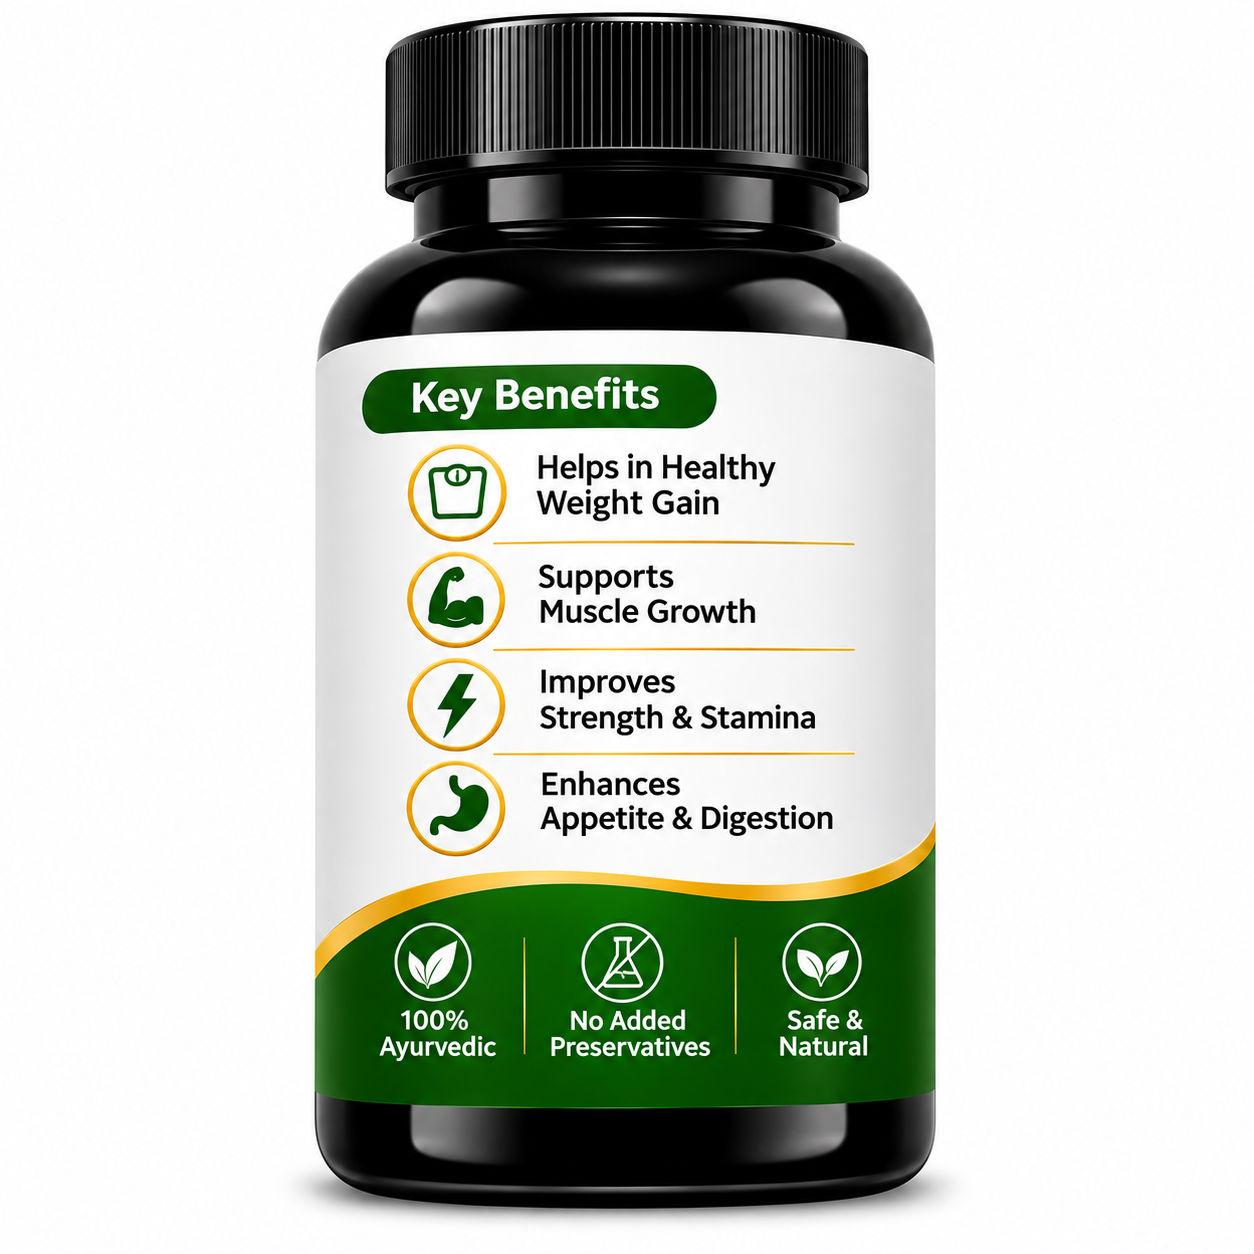 Key Benefits
Helps in Healthy
Weight Gain
Supports
Muscle Growth
Improves
Strength & Stamina
Enhances
Appetite & Digestion
100%
Ayurvedic
No Added
Preservatives
Safe &
Natural